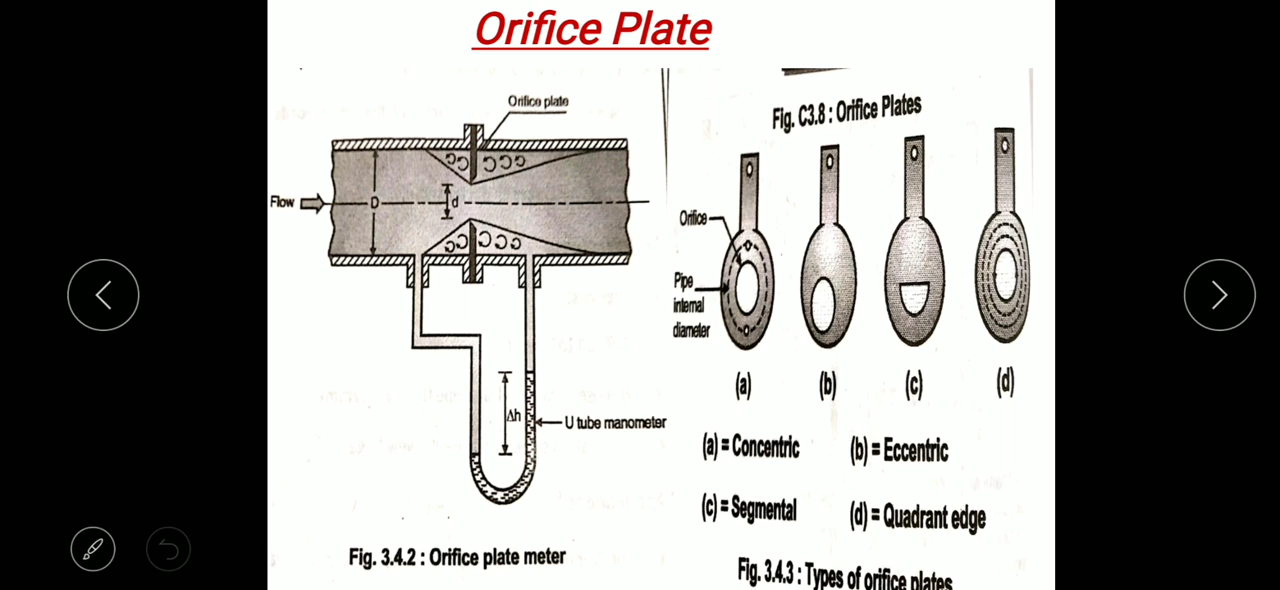 Orifice Plate
Orifice plate
Flow
D
d
Δh
U tube manometer
Fig. 3.4.2 : Orifice plate meter
Fig. C3.8 : Orifice Plates
Orifice
Pipe
internal
diameter
(a)
(b)
(c)
(d)
(a) = Concentric
(b) = Eccentric
(c) = Segmental
(d) = Quadrant edge
Fig. 3.4.3 : Types of orifice plates